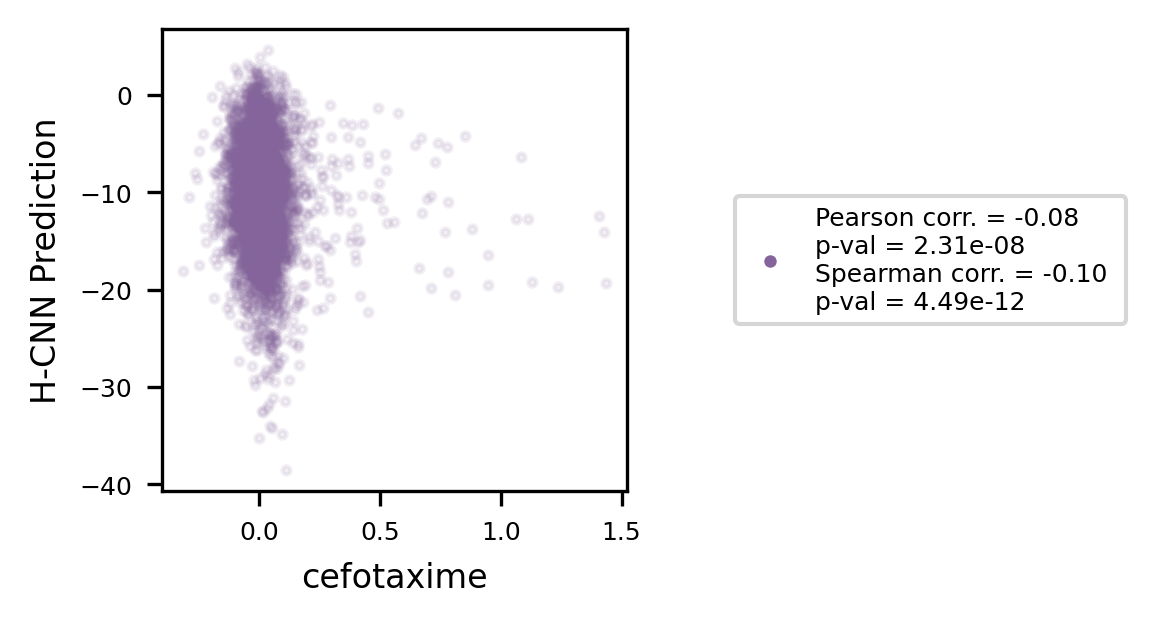 H-CNN Prediction
0
−10
−20
−30
−40
0.0
0.5
1.0
1.5
cefotaxime
Pearson corr. = -0.08
p-val = 2.31e-08
Spearman corr. = -0.10
p-val = 4.49e-12